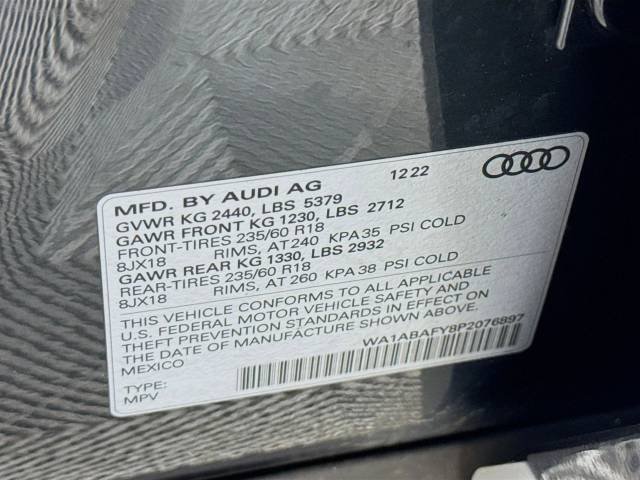 MFD. BY AUDI AG 12 22
GVWR KG 2440, LBS 5379
GAWR FRONT KG 1230, LBS 2712
FRONT-TIRES 235/60 R18
8JX18 RIMS, AT 240 KPA 35 PSI COLD
GAWR REAR KG 1330, LBS 2932
REAR-TIRES 235/60 R18
8JX18 RIMS, AT 260 KPA 38 PSI COLD
THIS VEHICLE CONFORMS TO ALL APPLICABLE
U.S. FEDERAL MOTOR VEHICLE SAFETY AND
THEFT PREVENTION STANDARDS IN EFFECT ON
THE DATE OF MANUFACTURE SHOWN ABOVE.
MEXICO WA1ABAFY8P2076897
TYPE:
MPV